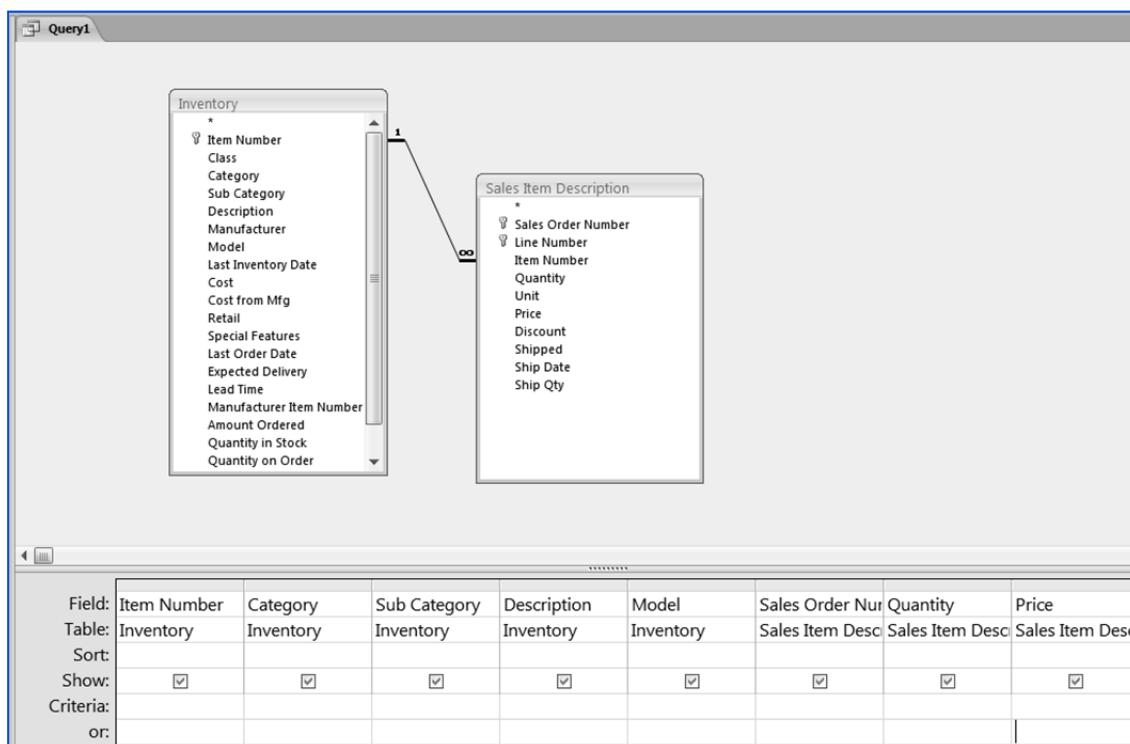 Query1
Inventory
*
Item Number
Class
Category
Sub Category
Description
Manufacturer
Model
Last Inventory Date
Cost
Cost from Mfg
Retail
Special Features
Last Order Date
Expected Delivery
Lead Time
Manufacturer Item Number
Amount Ordered
Quantity in Stock
Quantity on Order
1
∞
Sales Item Description
*
Sales Order Number
Line Number
Item Number
Quantity
Unit
Price
Discount
Shipped
Ship Date
Ship Qty
Field: Item Number Category Sub Category Description Model Sales Order Nur Quantity Price
Table: Inventory Inventory Inventory Inventory Inventory Sales Item Desc Sales Item Desc Sales Item Desc
Sort:
Show:
Criteria:
or: